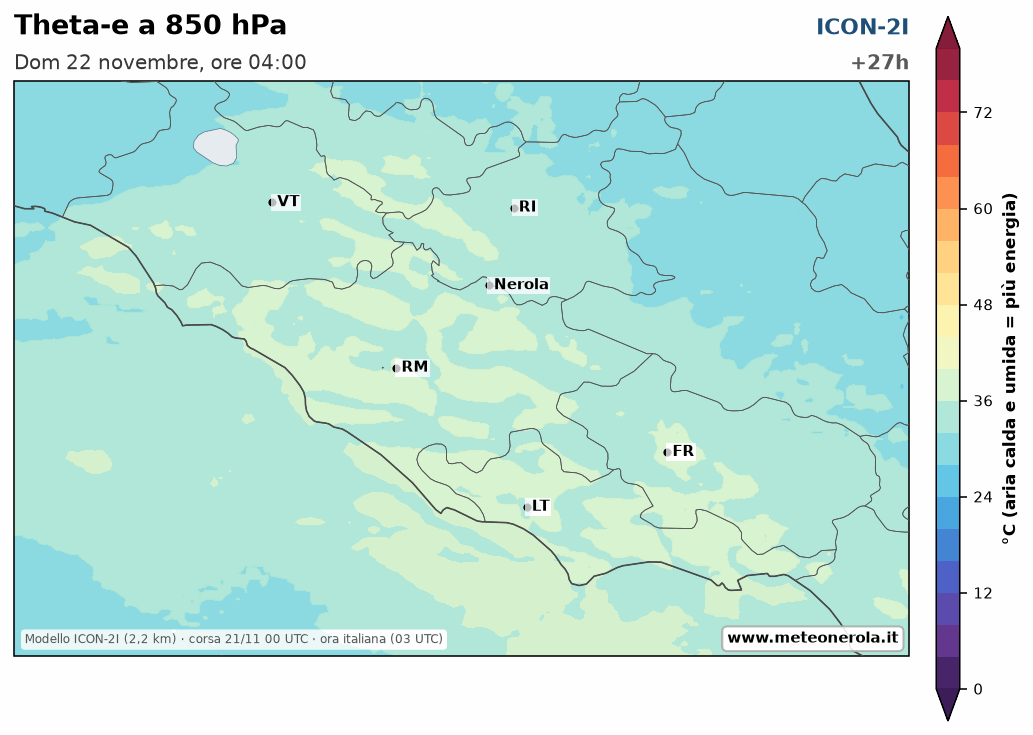 Theta-e a 850 hPa
ICON-2I
Dom 22 novembre, ore 04:00
+27h
VT
RI
Nerola
RM
FR
LT
Modello ICON-2I (2,2 km) · corsa 21/11 00 UTC · ora italiana (03 UTC)
www.meteonerola.it
72
60
48
36
24
12
0
°C (aria calda e umida = più energia)